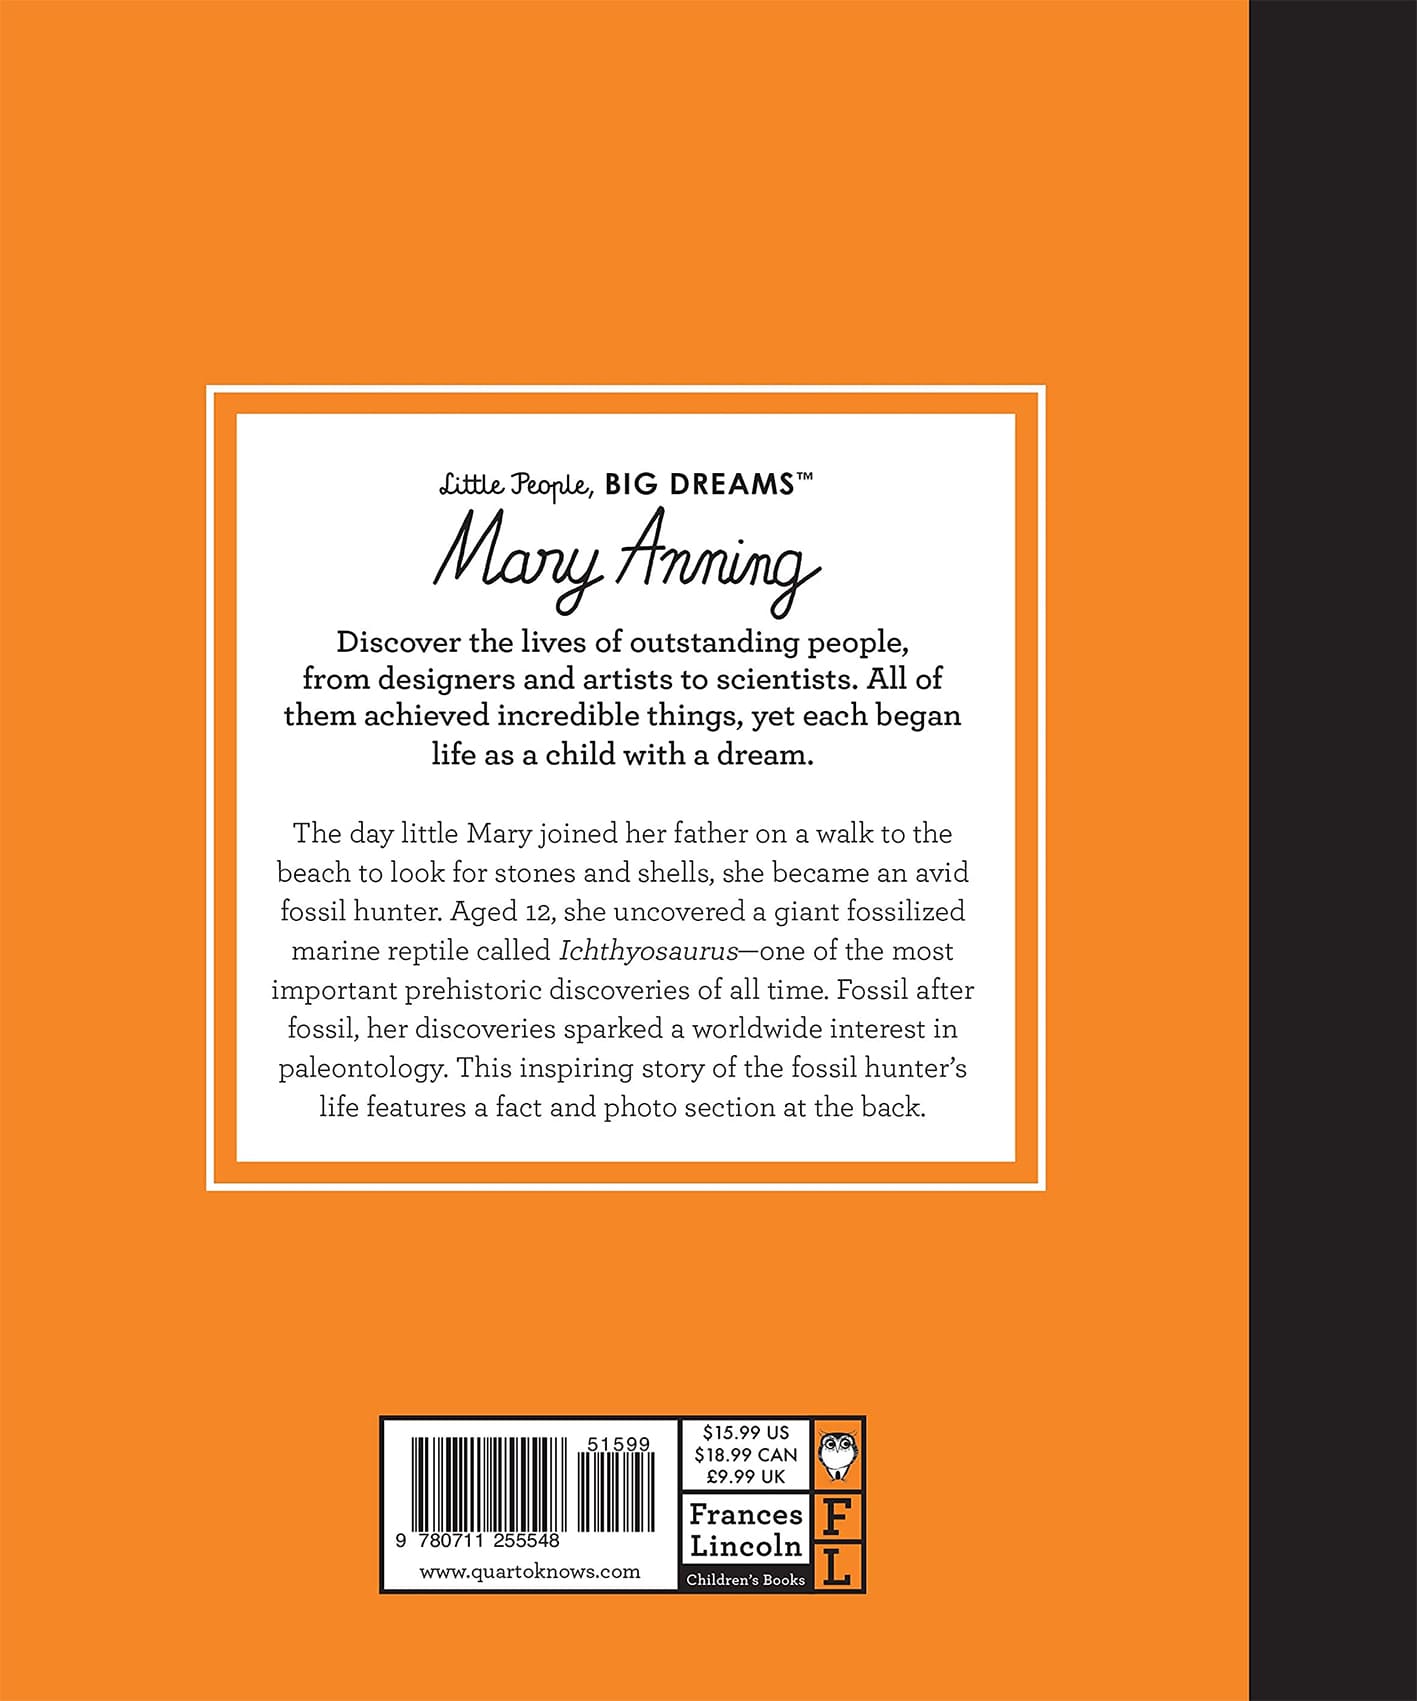 Little People, BIG DREAMS™
Mary Anning
Discover the lives of outstanding people,
from designers and artists to scientists. All of
them achieved incredible things, yet each began
life as a child with a dream.
The day little Mary joined her father on a walk to the
beach to look for stones and shells, she became an avid
fossil hunter. Aged 12, she uncovered a giant fossilized
marine reptile called Ichthyosaurus—one of the most
important prehistoric discoveries of all time. Fossil after
fossil, her discoveries sparked a worldwide interest in
paleontology. This inspiring story of the fossil hunter’s
life features a fact and photo section at the back.
51599
9 780711 255548
www.quartoknows.com
$15.99 US
$18.99 CAN
£9.99 UK
Frances
Lincoln
Children’s Books
F
L